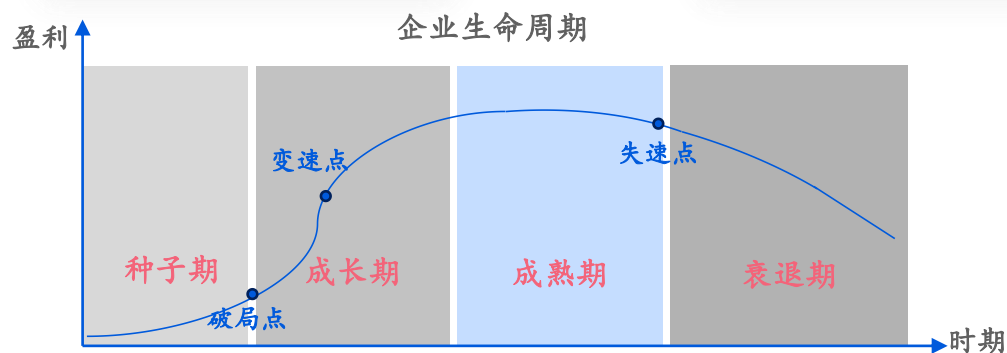 企业生命周期
盈利
变速点
失速点
种子期
成长期
成熟期
衰退期
破局点
时期